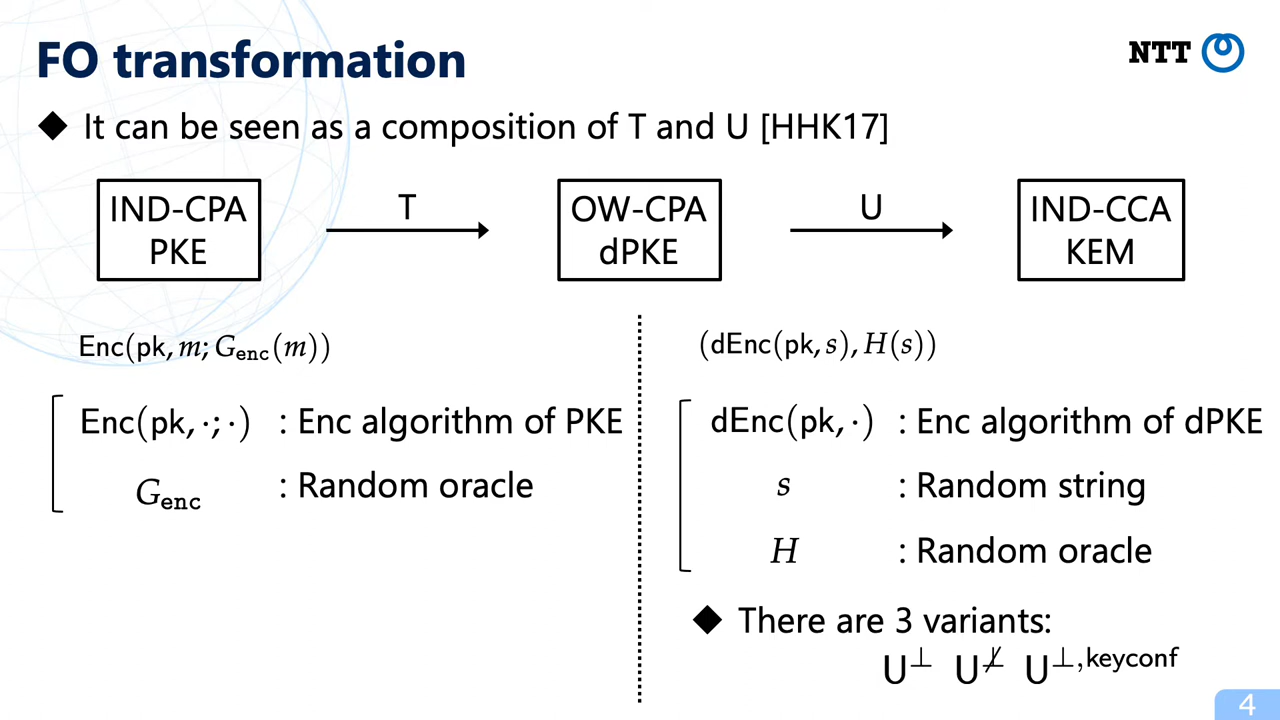 FO transformation
NTT
◆ It can be seen as a composition of T and U [HHK17]
IND-CPA
PKE
T
OW-CPA
dPKE
U
IND-CCA
KEM
Enc(pk, m; G_enc(m))
Enc(pk, ·; ·) : Enc algorithm of PKE
G_enc : Random oracle
(dEnc(pk, s), H(s))
dEnc(pk, ·) : Enc algorithm of dPKE
s : Random string
H : Random oracle
◆ There are 3 variants:
U^⊥ U^⊥̸ U^⊥,keyconf
4